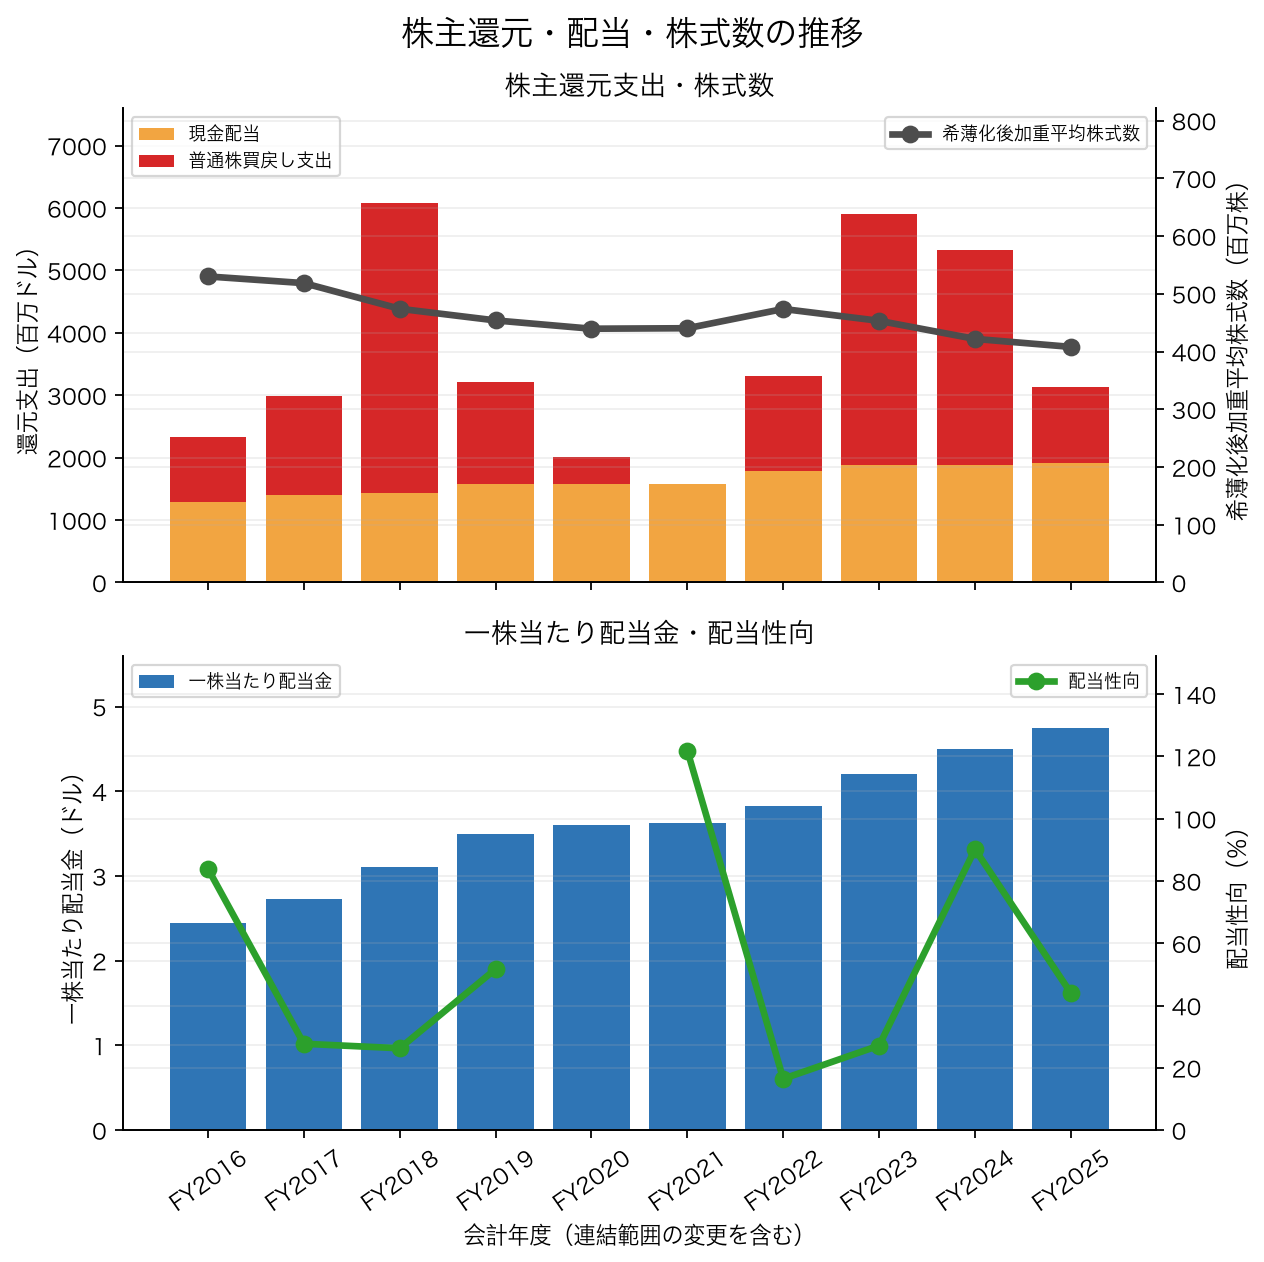 株主還元・配当・株式数の推移
株主還元支出・株式数
現金配当
普通株買戻し支出
希薄化後加重平均株式数
還元支出（百万ドル）
7000
6000
5000
4000
3000
2000
1000
0
800
700
600
500
400
300
200
100
0
希薄化後加重平均株式数（百万株）
一株当たり配当金・配当性向
一株当たり配当金
配当性向
一株当たり配当金（ドル）
5
4
3
2
1
0
140
120
100
80
60
40
20
0
配当性向（%）
FY2016
FY2017
FY2018
FY2019
FY2020
FY2021
FY2022
FY2023
FY2024
FY2025
会計年度（連結範囲の変更を含む）